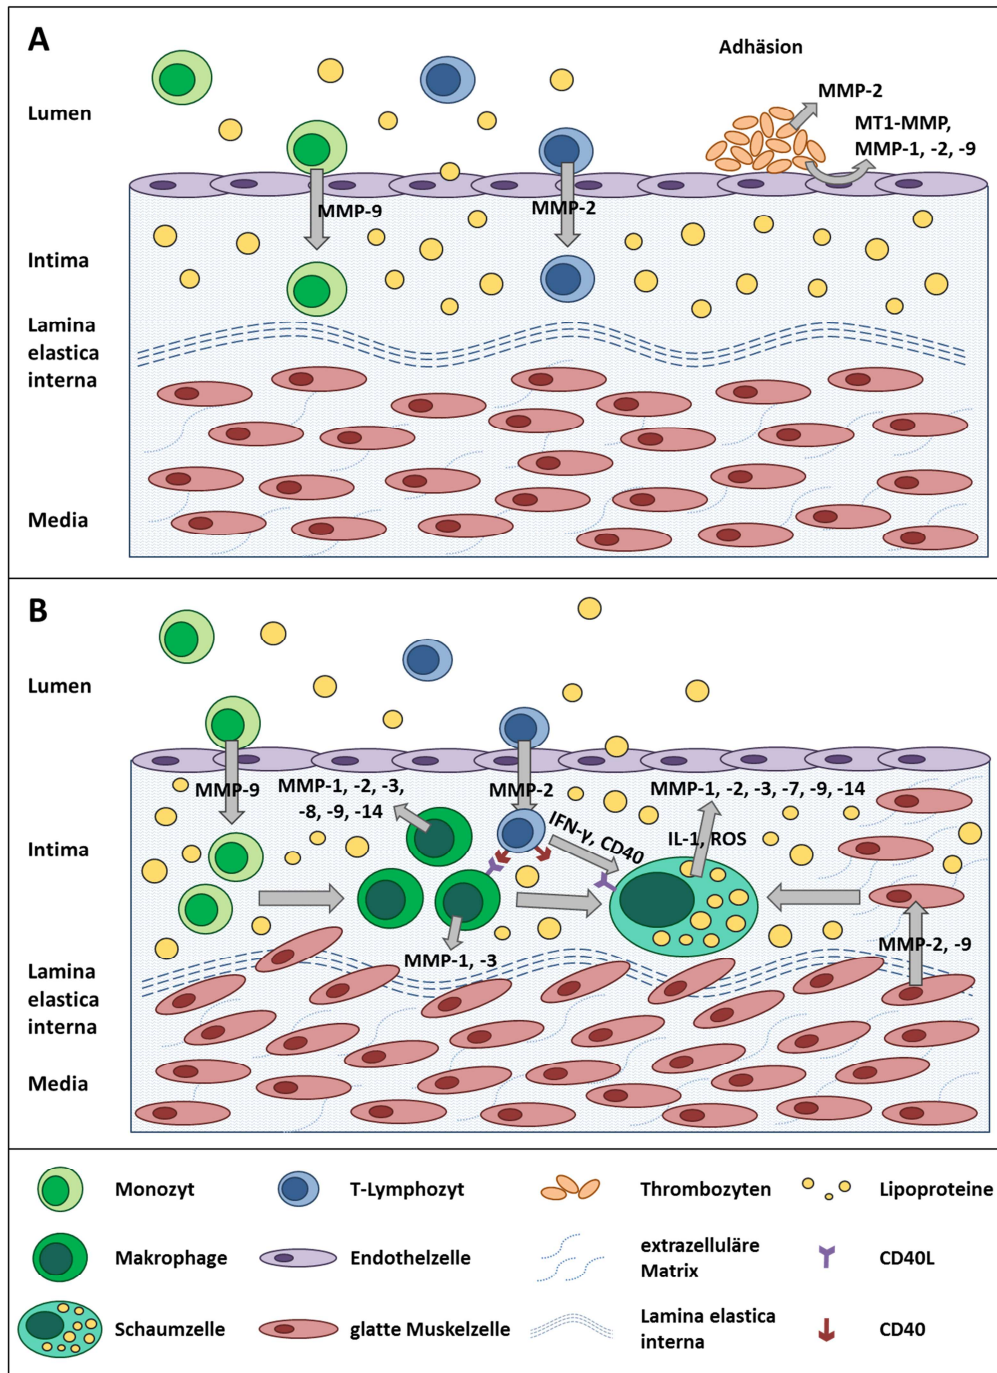 A
Adhäsion
Lumen
MMP-2
MT1-MMP,
MMP-1, -2, -9
MMP-9
MMP-2
Intima
Lamina
elastica
interna
Media
B
Lumen
MMP-9
MMP-1, -2, -3,
-8, -9, -14
MMP-2
MMP-1, -2, -3, -7, -9, -14
IFN-γ, CD40
IL-1, ROS
Intima
MMP-1, -3
MMP-2, -9
Lamina
elastica
interna
Media
Monozyt
T-Lymphozyt
Thrombozyten
Lipoproteine
Makrophage
Endothelzelle
extrazelluläre
Matrix
CD40L
Schaumzelle
glatte Muskelzelle
Lamina elastica
interna
CD40